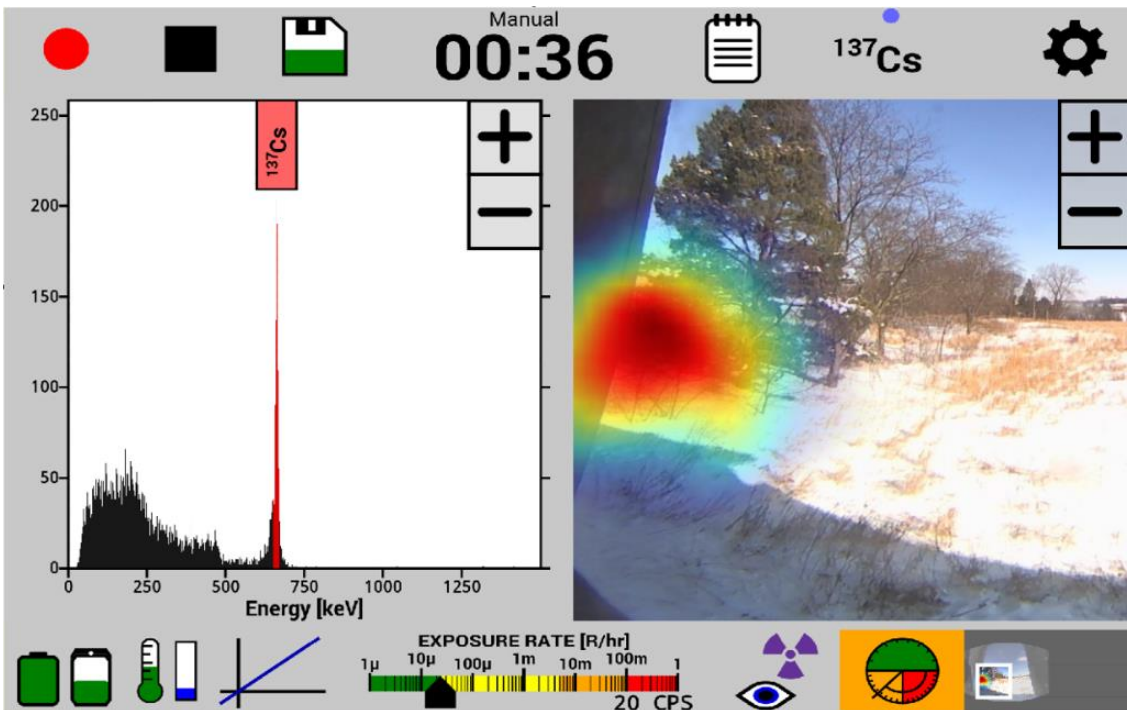 Manual
00:36
¹³⁷Cs
250
200
150
100
50
0
¹³⁷Cs
+
−
+
−
0 250 500 750 1000 1250
Energy [keV]
EXPOSURE RATE [R/hr]
1μ 10μ 100μ 1m 10m 100m 1
20 CPS